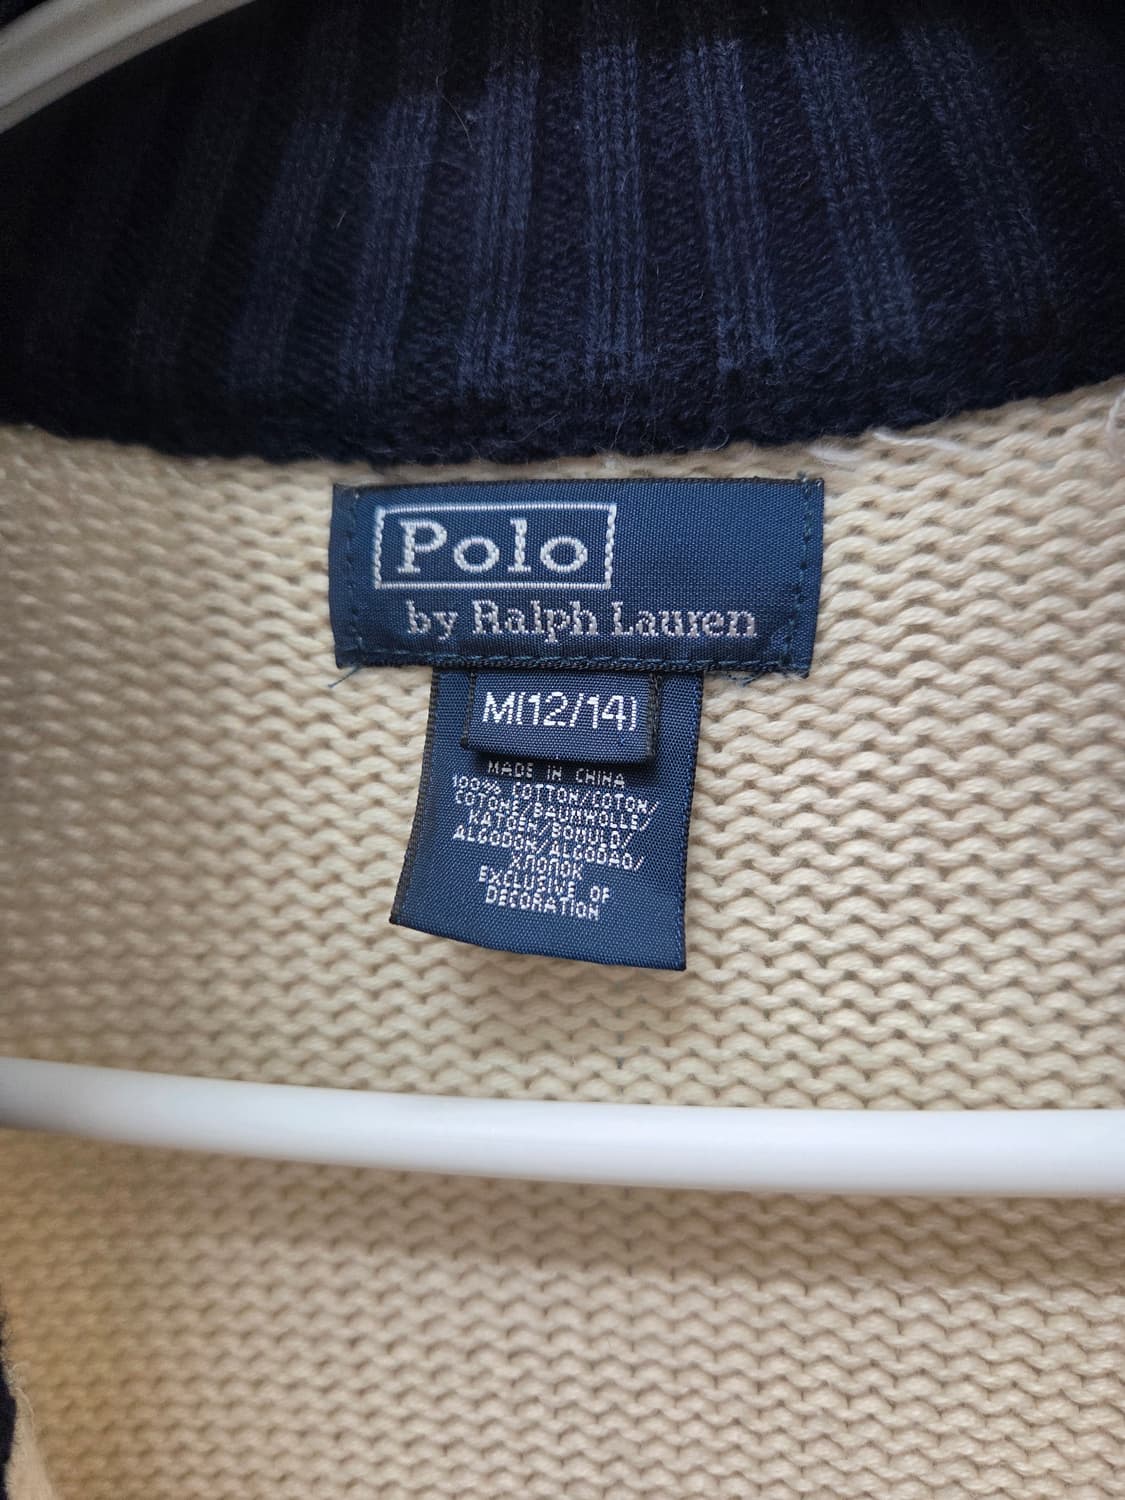 Polo
by Ralph Lauren
M(12/14)
MADE IN CHINA
100% COTTON/COTON/
COTONE/BAUMWOLLE/
KATOEN/BOMULD/
ALGODON/ALGODAO/
ХЛОПОК
EXCLUSIVE OF
DECORATION